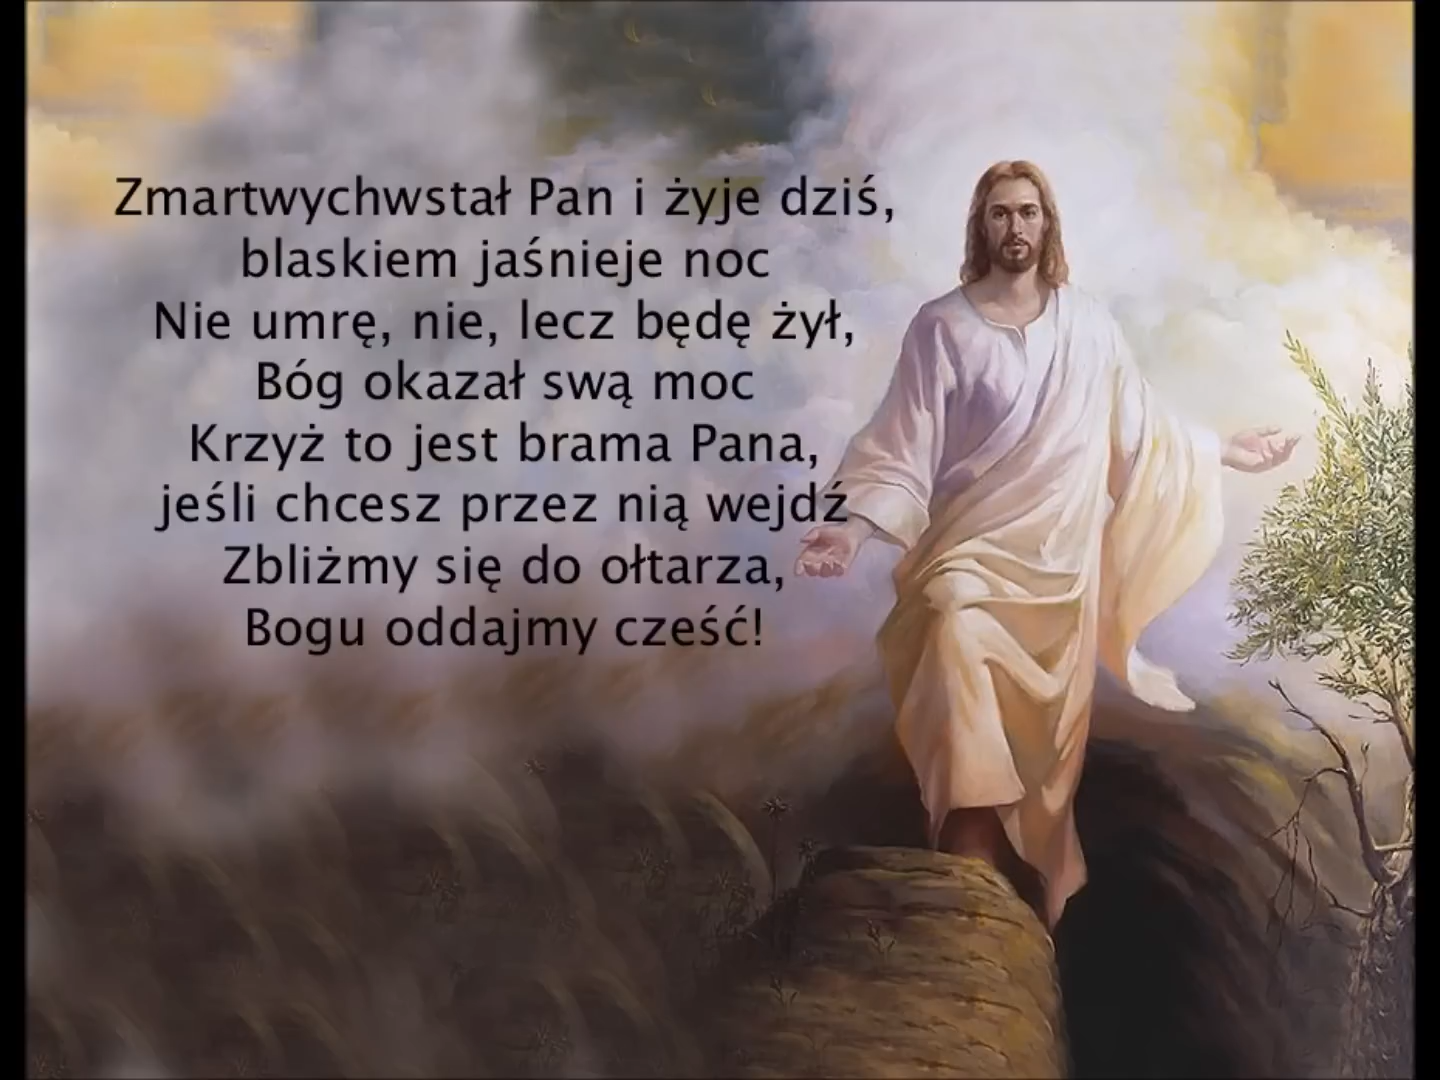 Zmartwychwstał Pan i żyje dziś,
blaskiem jaśnieje noc
Nie umrę, nie, lecz będę żył,
Bóg okazał swą moc
Krzyż to jest brama Pana,
jeśli chcesz przez nią wejdź
Zbliżmy się do ołtarza,
Bogu oddajmy cześć!